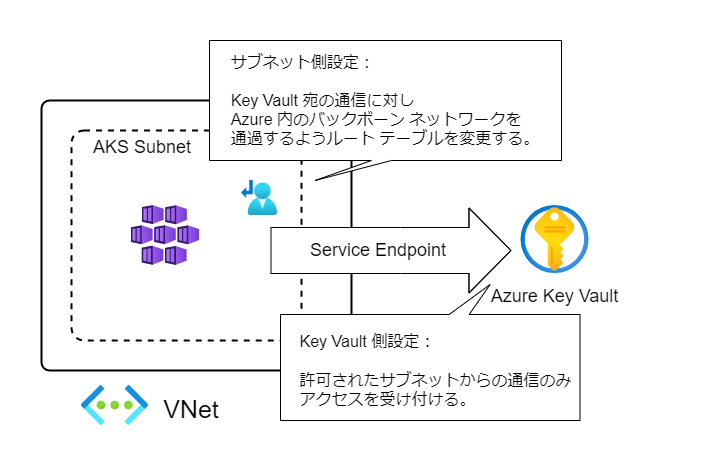 サブネット側設定：
Key Vault 宛の通信に対し
Azure 内のバックボーン ネットワークを
通過するようルート テーブルを変更する。
AKS Subnet
Service Endpoint
Azure Key Vault
Key Vault 側設定：
許可されたサブネットからの通信のみ
アクセスを受け付ける。
VNet